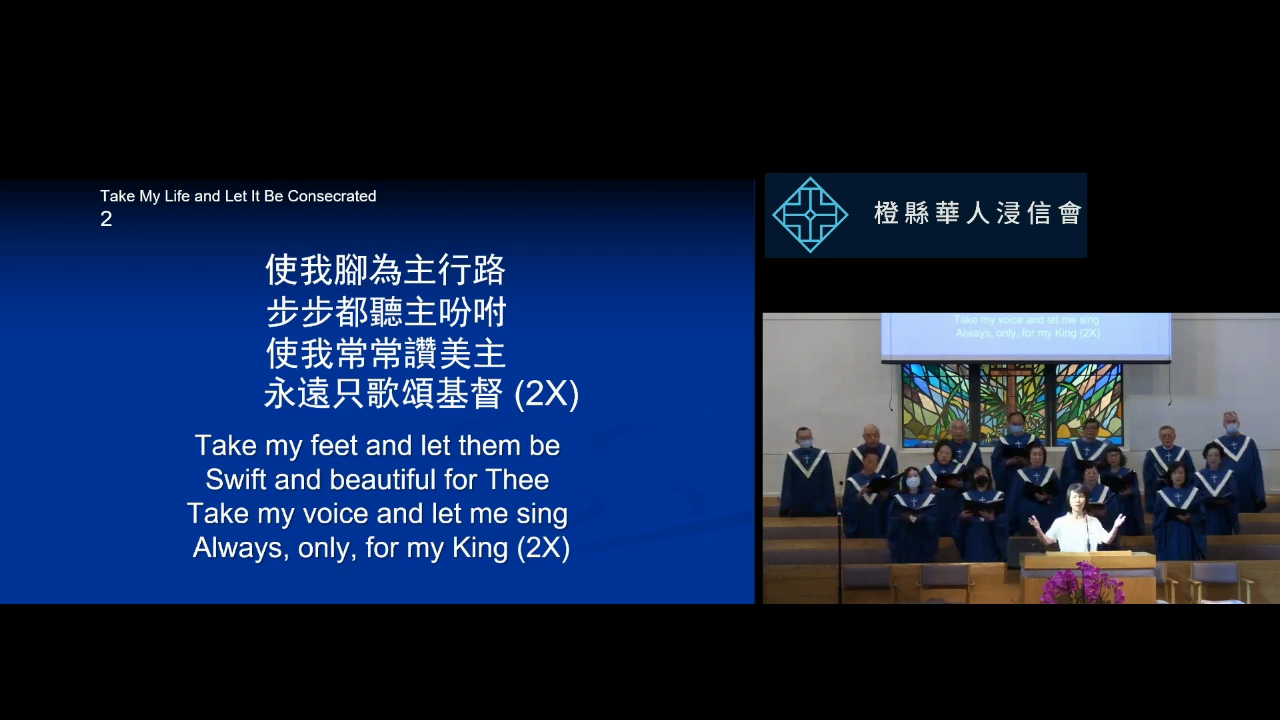 Take My Life and Let It Be Consecrated
2
使我腳為主行路
步步都聽主吩咐
使我常常讚美主
永遠只歌頌基督 (2X)
Take my feet and let them be
Swift and beautiful for Thee
Take my voice and let me sing
Always, only, for my King (2X)
橙縣華人浸信會
Take my voice and let me sing
Always, only, for my King (2X)